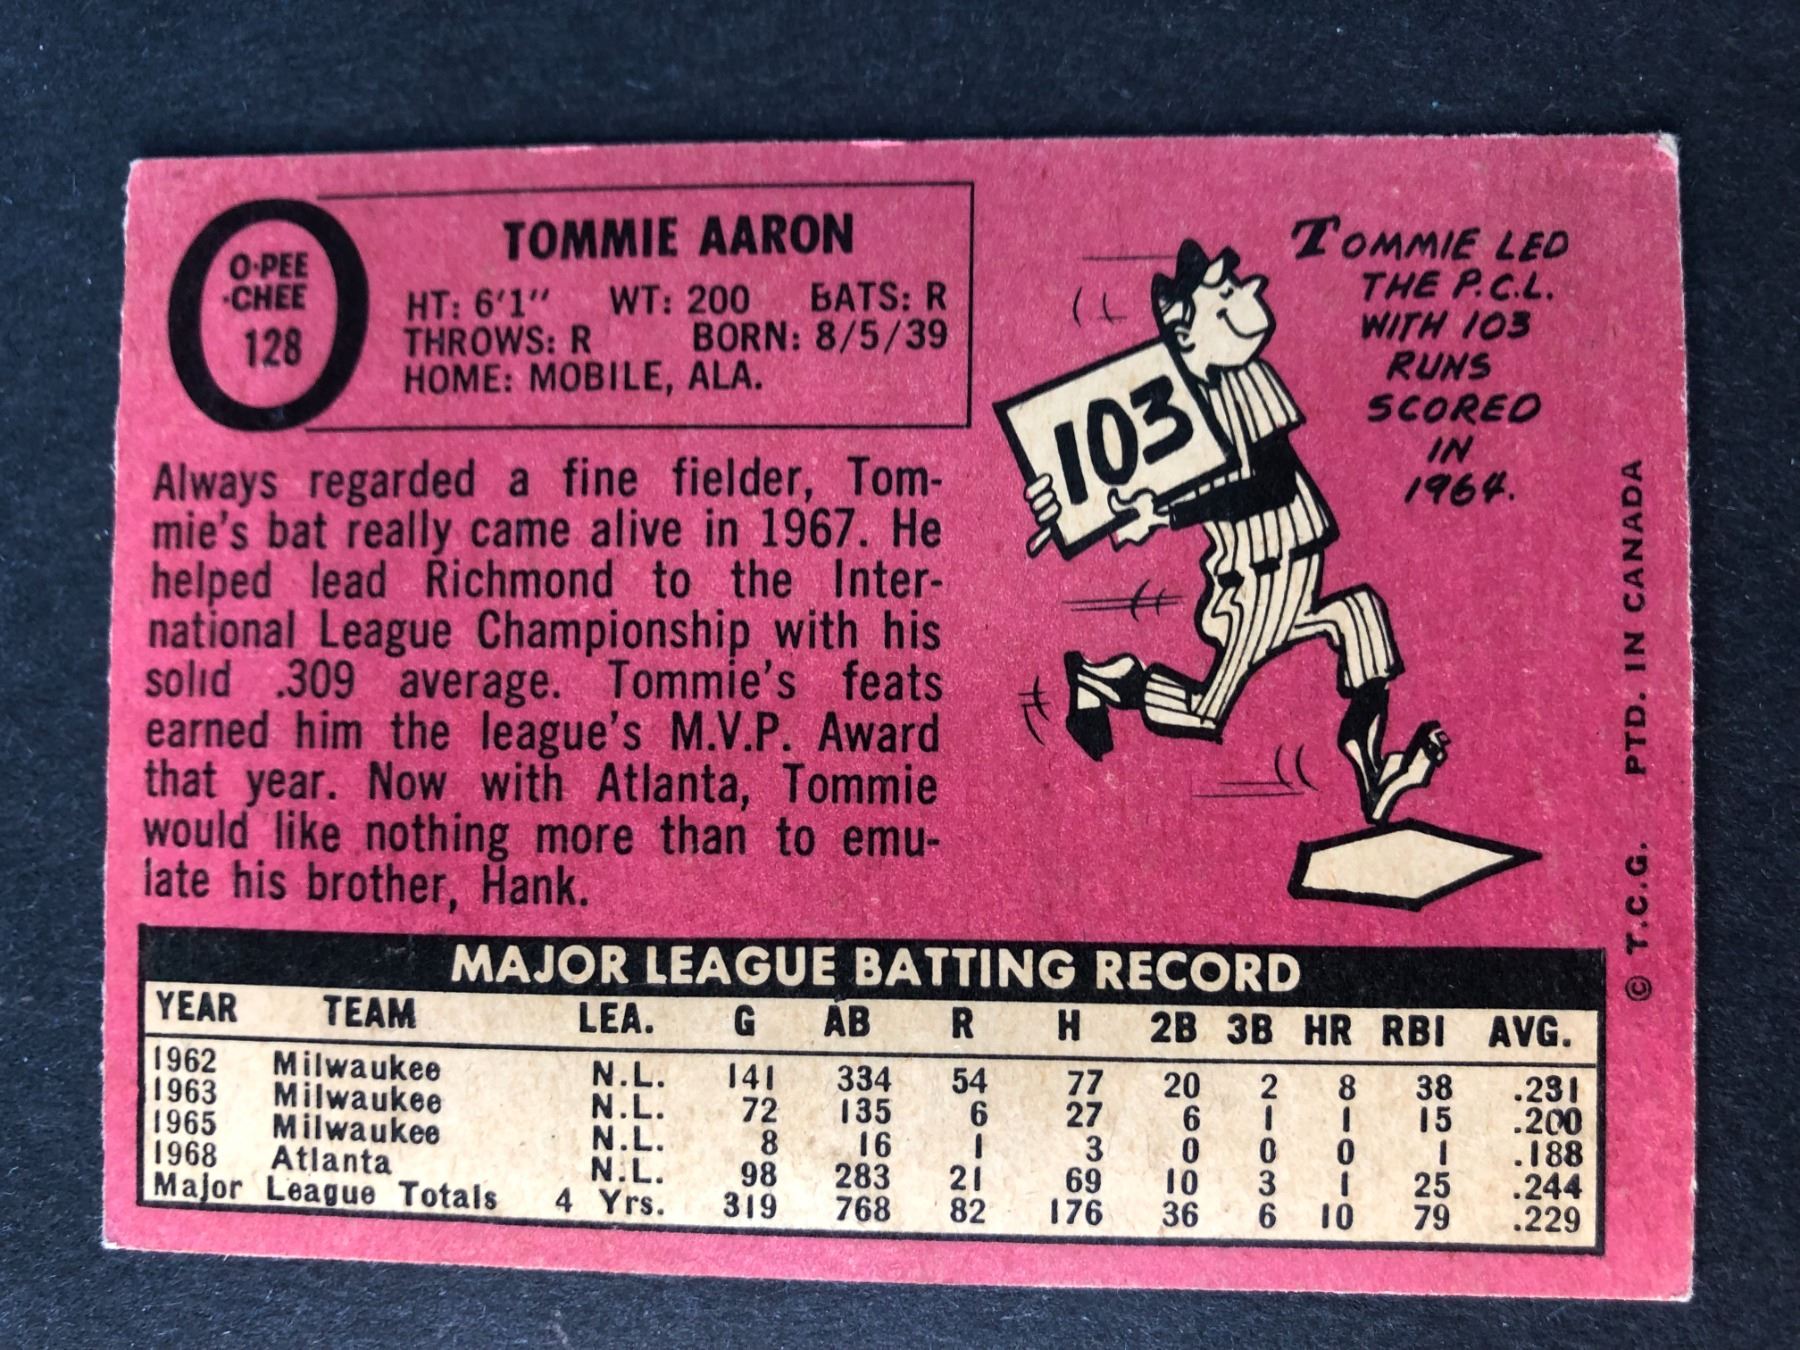 O-PEE
-CHEE
128
TOMMIE AARON
HT: 6'1" WT: 200 BATS: R
THROWS: R BORN: 8/5/39
HOME: MOBILE, ALA.
Always regarded a fine fielder, Tom-
mie's bat really came alive in 1967. He
helped lead Richmond to the Inter-
national League Championship with his
solid .309 average. Tommie's feats
earned him the league's M.V.P. Award
that year. Now with Atlanta, Tommie
would like nothing more than to emu-
late his brother, Hank.
103
TOMMIE LED
THE P.C.L.
WITH 103
RUNS
SCORED
IN
1964.
© T.C.G. PTD. IN CANADA
MAJOR LEAGUE BATTING RECORD
YEAR TEAM LEA. G AB R H 2B 3B HR RBI AVG.
1962 Milwaukee N.L. 141 334 54 77 20 2 8 38 .231
1963 Milwaukee N.L. 72 135 6 27 6 1 1 15 .200
1965 Milwaukee N.L. 8 16 1 3 0 0 0 1 .188
1968 Atlanta N.L. 98 283 21 69 10 3 1 25 .244
Major League Totals 4 Yrs. 319 768 82 176 36 6 10 79 .229